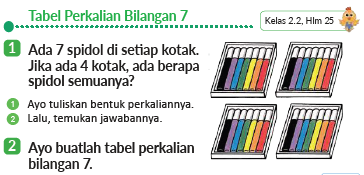 Tabel Perkalian Bilangan 7
Kelas 2.2, Hlm 25
1 Ada 7 spidol di setiap kotak.
Jika ada 4 kotak, ada berapa
spidol semuanya?
1 Ayo tuliskan bentuk perkaliannya.
2 Lalu, temukan jawabannya.
2 Ayo buatlah tabel perkalian
bilangan 7.